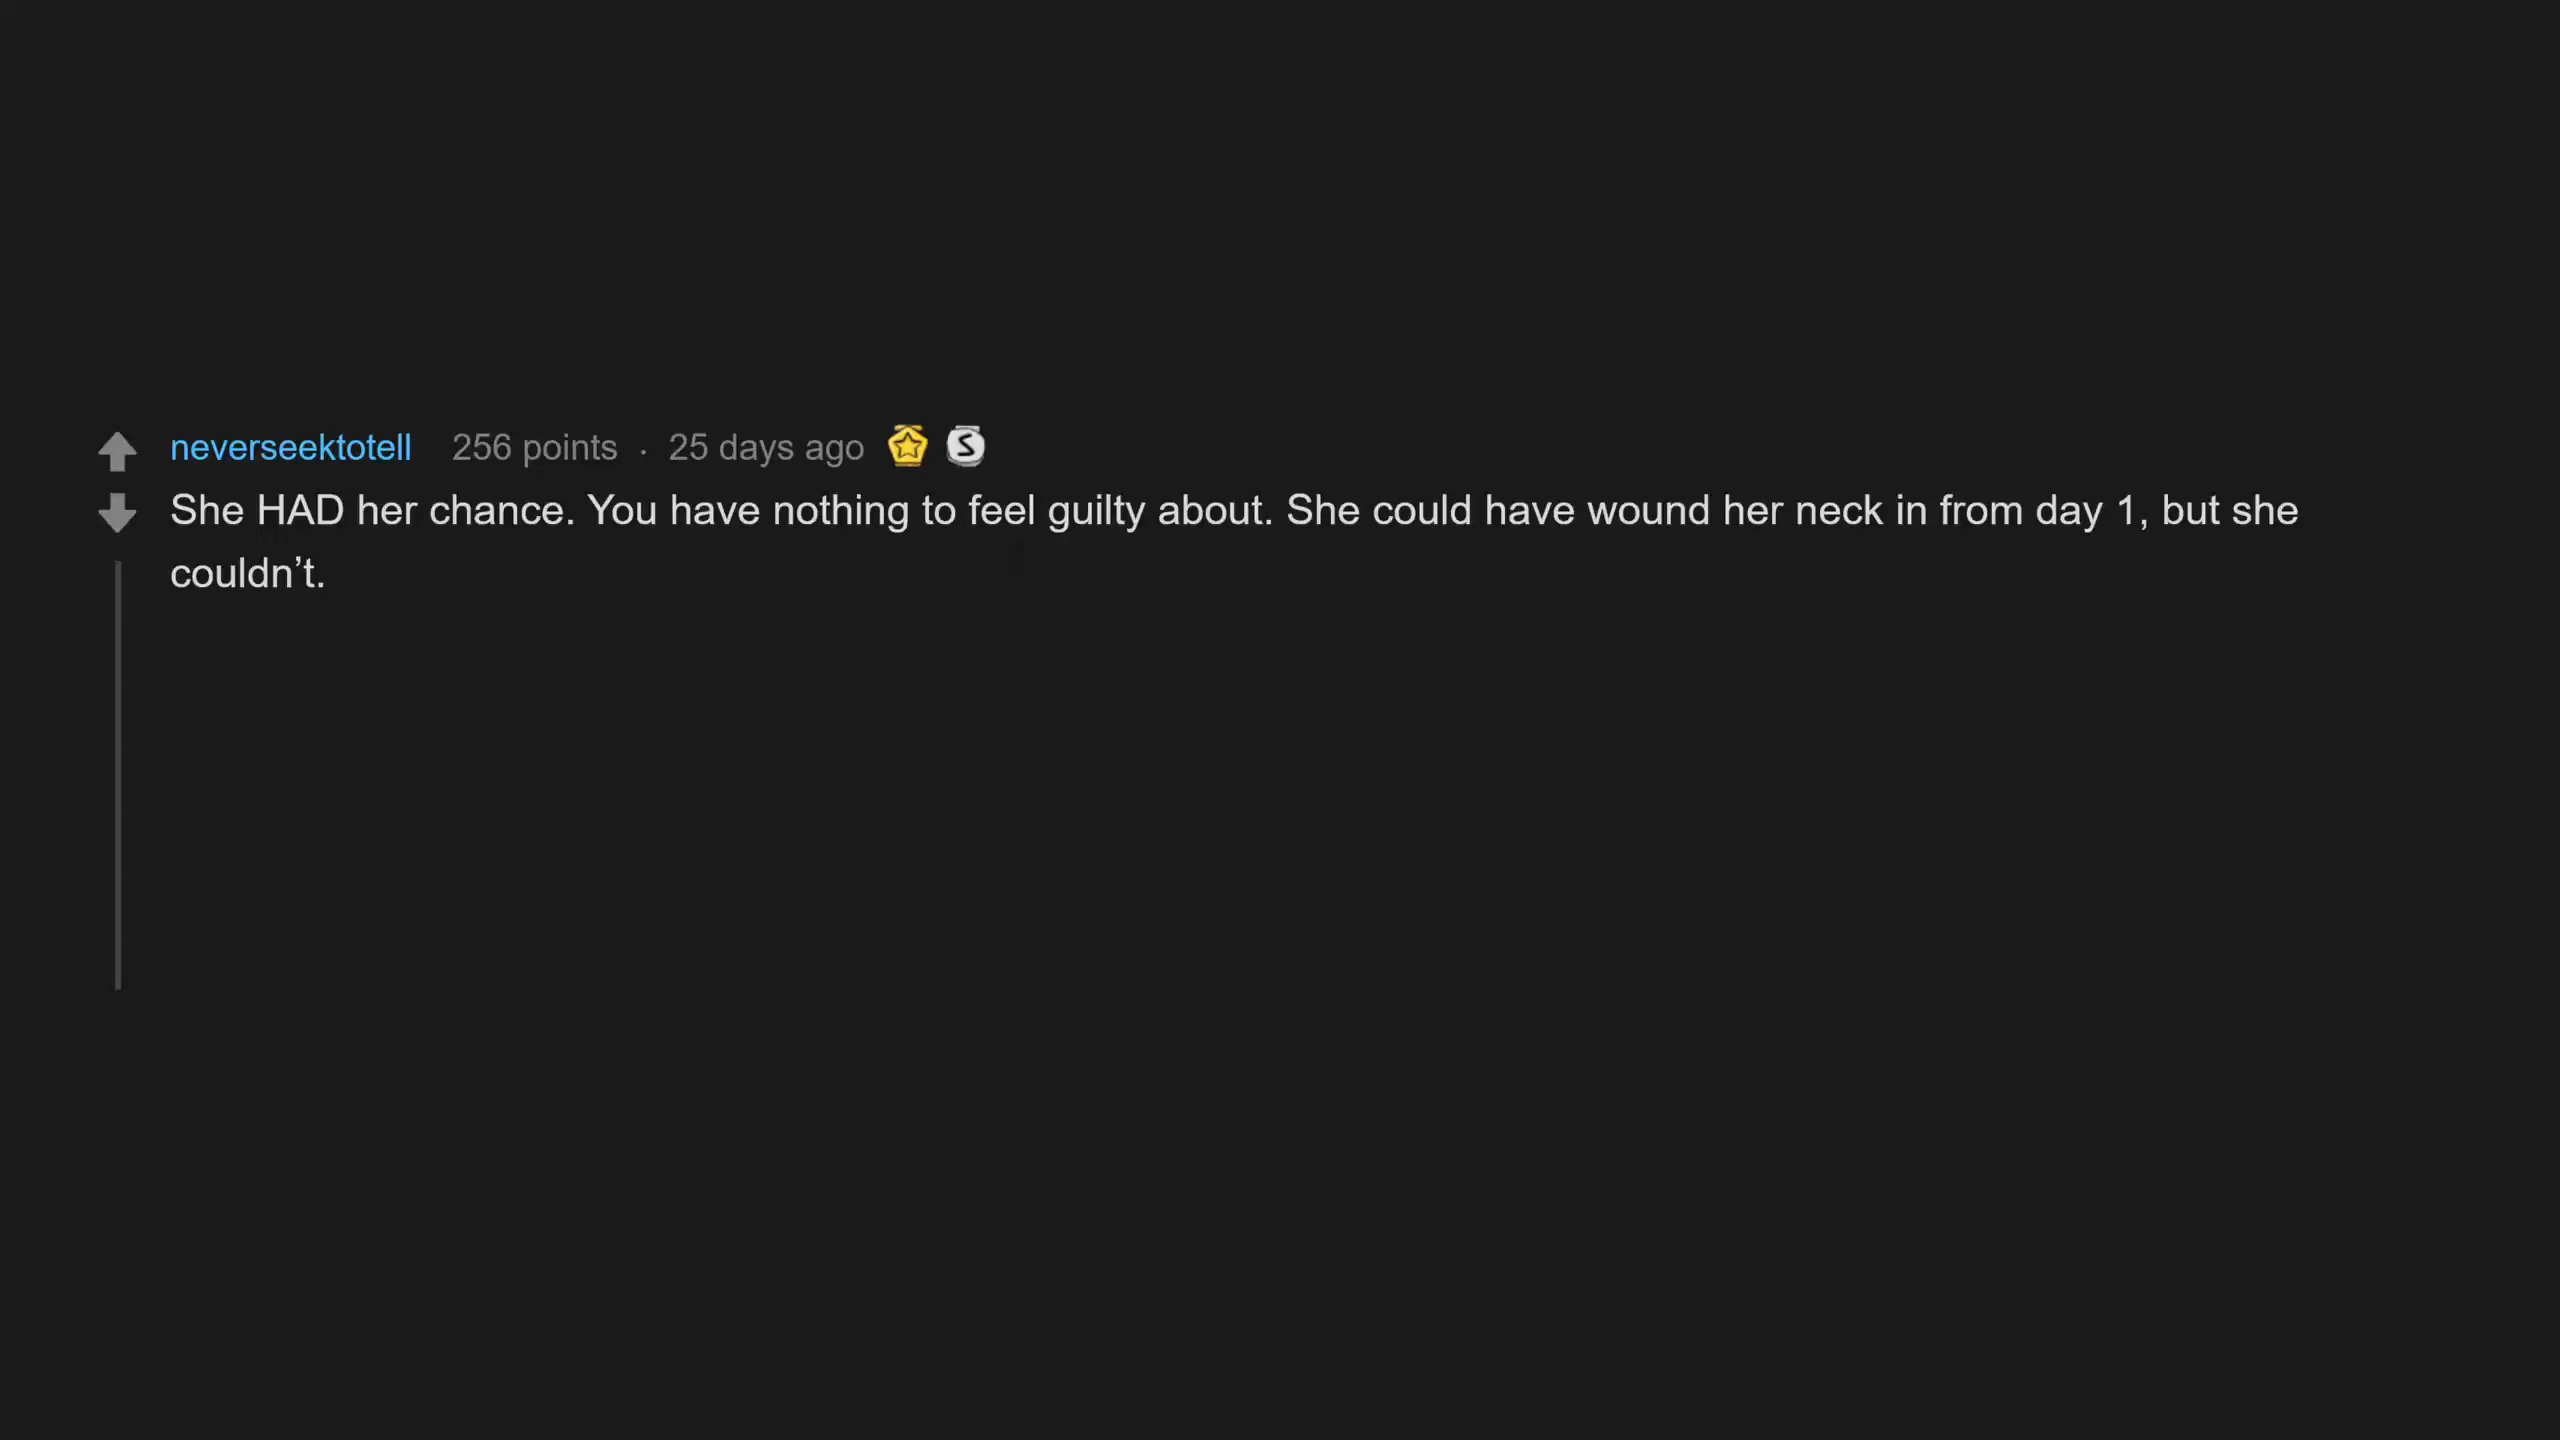 neverseektotell 256 points · 25 days ago S
She HAD her chance. You have nothing to feel guilty about. She could have wound her neck in from day 1, but she
couldn’t.